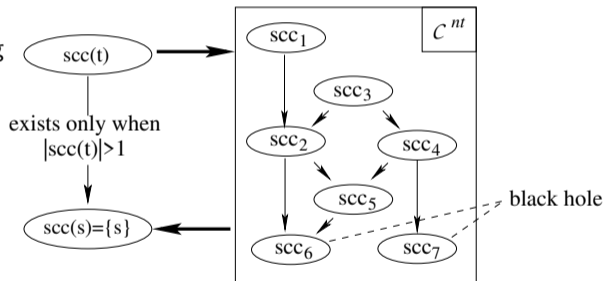 g
scc(t)
exists only when
|scc(t)|>1
scc(s)={s}
C nt
scc1
scc3
scc2
scc4
scc5
scc6
scc7
black hole